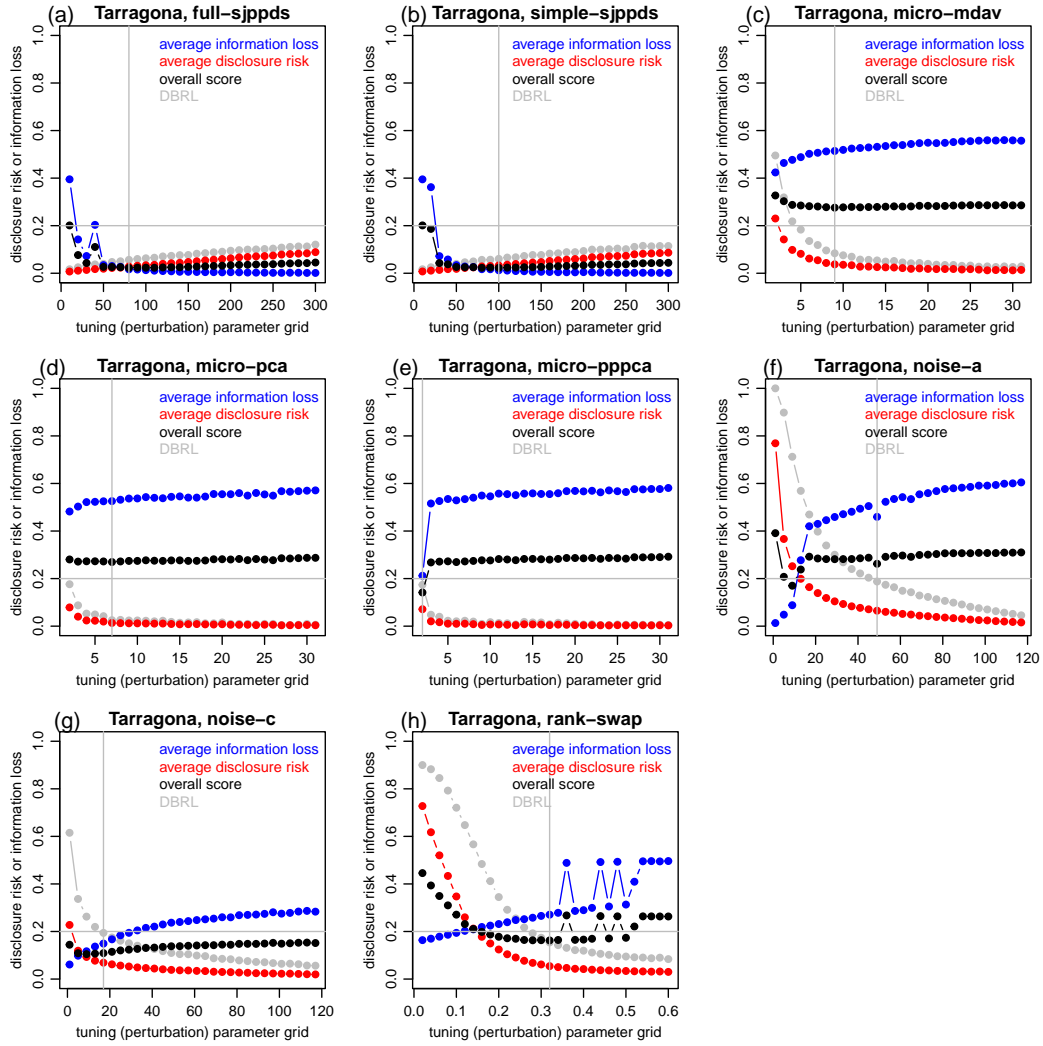 (a) Tarragona, full−sjppds
average information loss
average disclosure risk
overall score
DBRL
disclosure risk or information loss
0.0 0.2 0.4 0.6 0.8 1.0
0 50 100 150 200 250 300
tuning (perturbation) parameter grid
(b) Tarragona, simple−sjppds
average information loss
average disclosure risk
overall score
DBRL
disclosure risk or information loss
0.0 0.2 0.4 0.6 0.8 1.0
0 50 100 150 200 250 300
tuning (perturbation) parameter grid
(c) Tarragona, micro−mdav
average information loss
average disclosure risk
overall score
DBRL
disclosure risk or information loss
0.0 0.2 0.4 0.6 0.8 1.0
5 10 15 20 25 30
tuning (perturbation) parameter grid
(d) Tarragona, micro−pca
average information loss
average disclosure risk
overall score
DBRL
disclosure risk or information loss
0.0 0.2 0.4 0.6 0.8 1.0
5 10 15 20 25 30
tuning (perturbation) parameter grid
(e) Tarragona, micro−pppca
average information loss
average disclosure risk
overall score
DBRL
disclosure risk or information loss
0.0 0.2 0.4 0.6 0.8 1.0
5 10 15 20 25 30
tuning (perturbation) parameter grid
(f) Tarragona, noise−a
average information loss
average disclosure risk
overall score
DBRL
disclosure risk or information loss
0.0 0.2 0.4 0.6 0.8 1.0
0 20 40 60 80 100 120
tuning (perturbation) parameter grid
(g) Tarragona, noise−c
average information loss
average disclosure risk
overall score
DBRL
disclosure risk or information loss
0.0 0.2 0.4 0.6 0.8 1.0
0 20 40 60 80 100 120
tuning (perturbation) parameter grid
(h) Tarragona, rank−swap
average information loss
average disclosure risk
overall score
DBRL
disclosure risk or information loss
0.0 0.2 0.4 0.6 0.8 1.0
0.0 0.1 0.2 0.3 0.4 0.5 0.6
tuning (perturbation) parameter grid